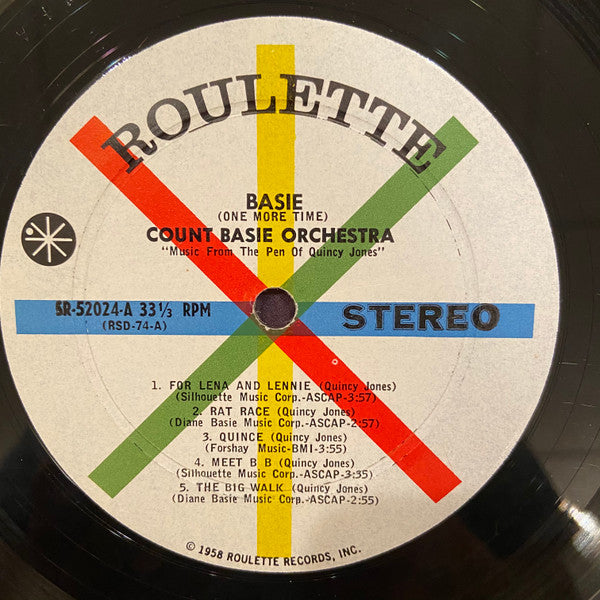 ROULETTE
BASIE
(ONE MORE TIME)
COUNT BASIE ORCHESTRA
"Music From The Pen Of Quincy Jones"
SR-52024-A 33⅓ RPM
(RSD-74-A)
STEREO
1. FOR LENA AND LENNIE (Quincy Jones)
(Silhouette Music Corp.-ASCAP-3:57)
2. RAT RACE (Quincy Jones)
(Diane Basie Music Corp.-ASCAP-2:57)
3. QUINCE (Quincy Jones)
(Forshay Music-BMI-3:55)
4. MEET B B (Quincy Jones)
(Silhouette Music Corp.-ASCAP-3:35)
5. THE BIG WALK (Quincy Jones)
(Diane Basie Music Corp.-ASCAP-2:55)
© 1958 ROULETTE RECORDS, INC.